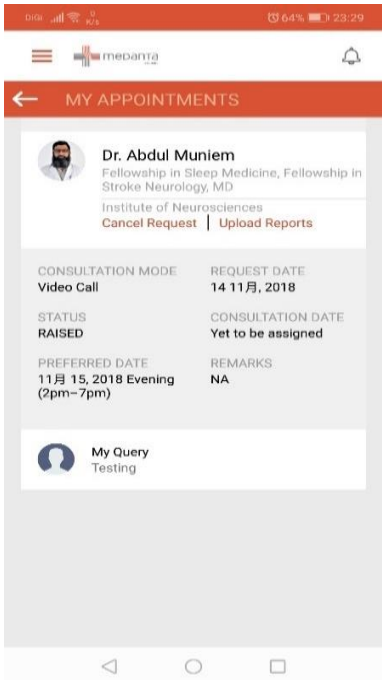 DIGI 0 K/s 64% 23:29
medanta
MY APPOINTMENTS
Dr. Abdul Muniem
Fellowship in Sleep Medicine, Fellowship in
Stroke Neurology, MD
Institute of Neurosciences
Cancel Request | Upload Reports
CONSULTATION MODE REQUEST DATE
Video Call 14 11月, 2018
STATUS CONSULTATION DATE
RAISED Yet to be assigned
PREFERRED DATE REMARKS
11月 15, 2018 Evening NA
(2pm–7pm)
My Query
Testing